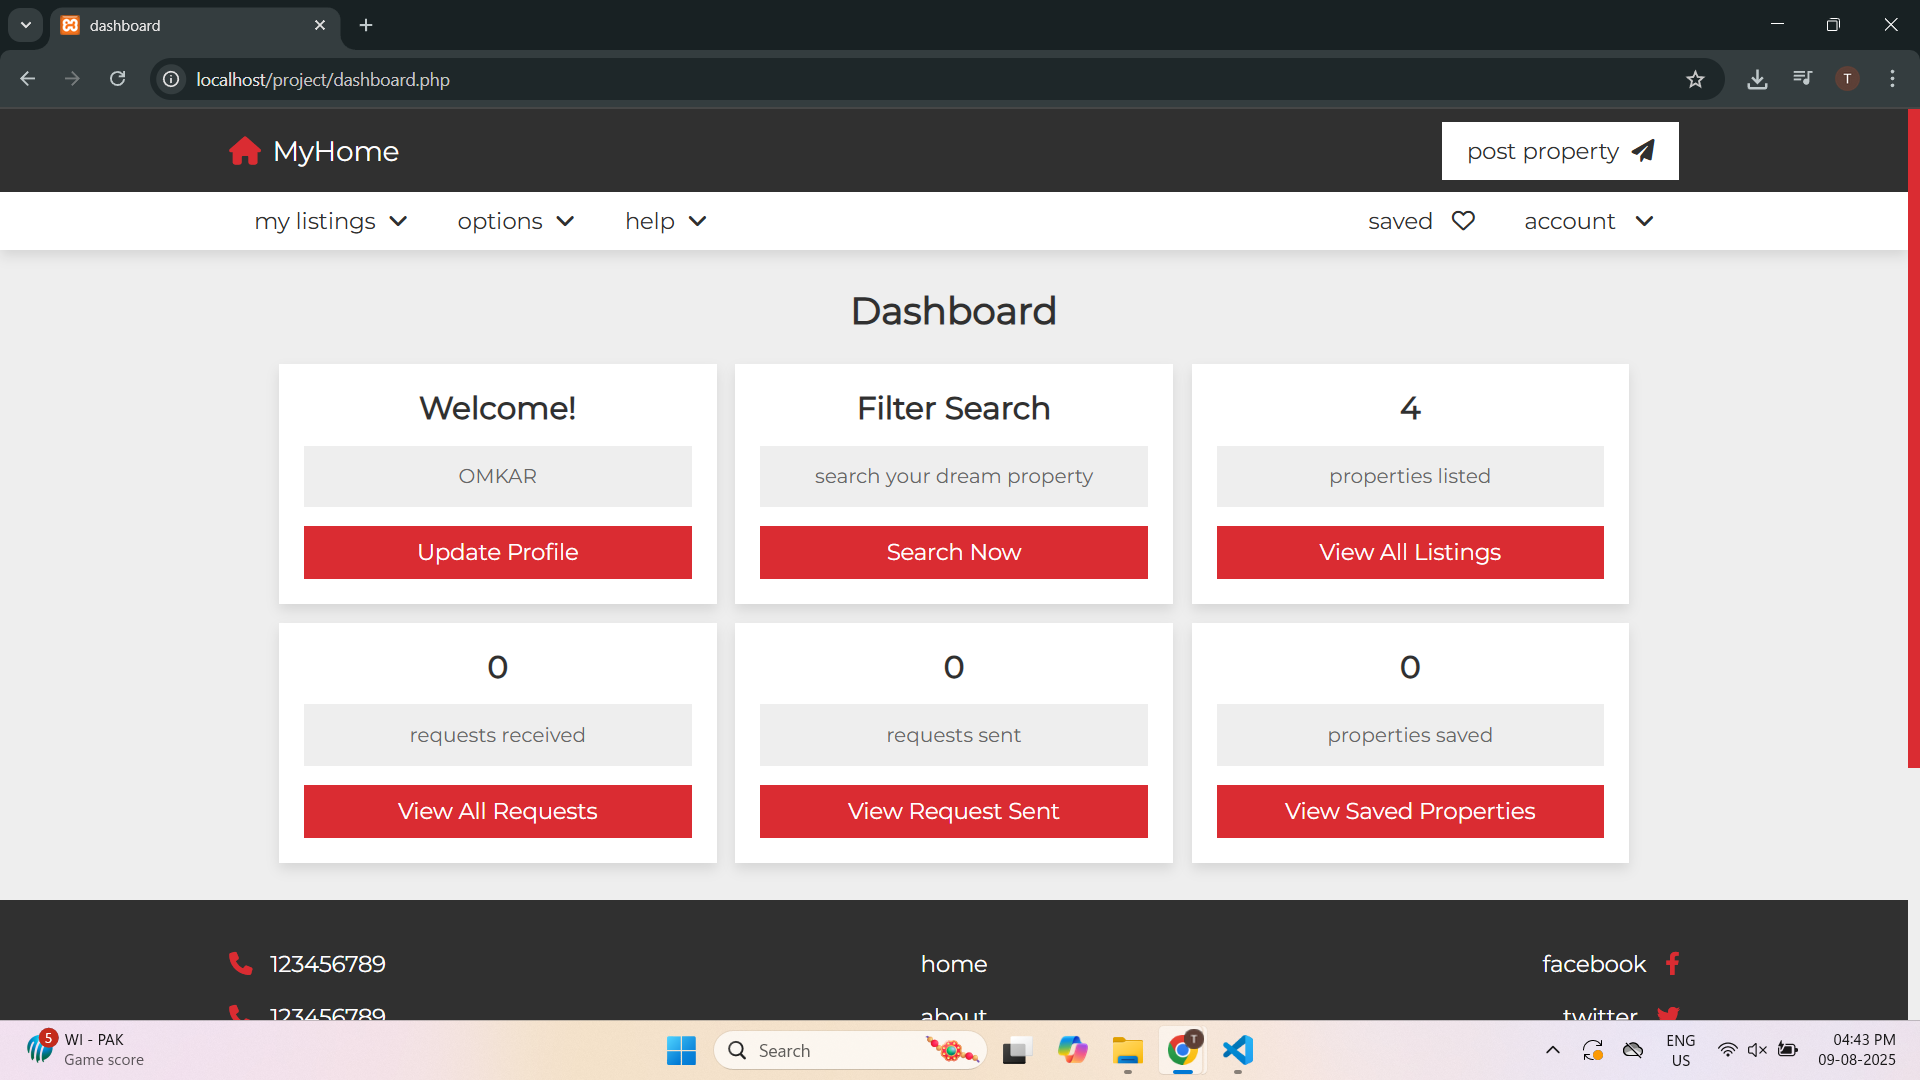 dashboard
localhost/project/dashboard.php
T
MyHome
post property
my listings options help saved account
Dashboard
Welcome!
OMKAR
Update Profile
Filter Search
search your dream property
Search Now
4
properties listed
View All Listings
0
requests received
View All Requests
0
requests sent
View Request Sent
0
properties saved
View Saved Properties
123456789 home facebook
123456789 about twitter
5
WI - PAK
Game score
Search
T
ENG
US
04:43 PM
09-08-2025